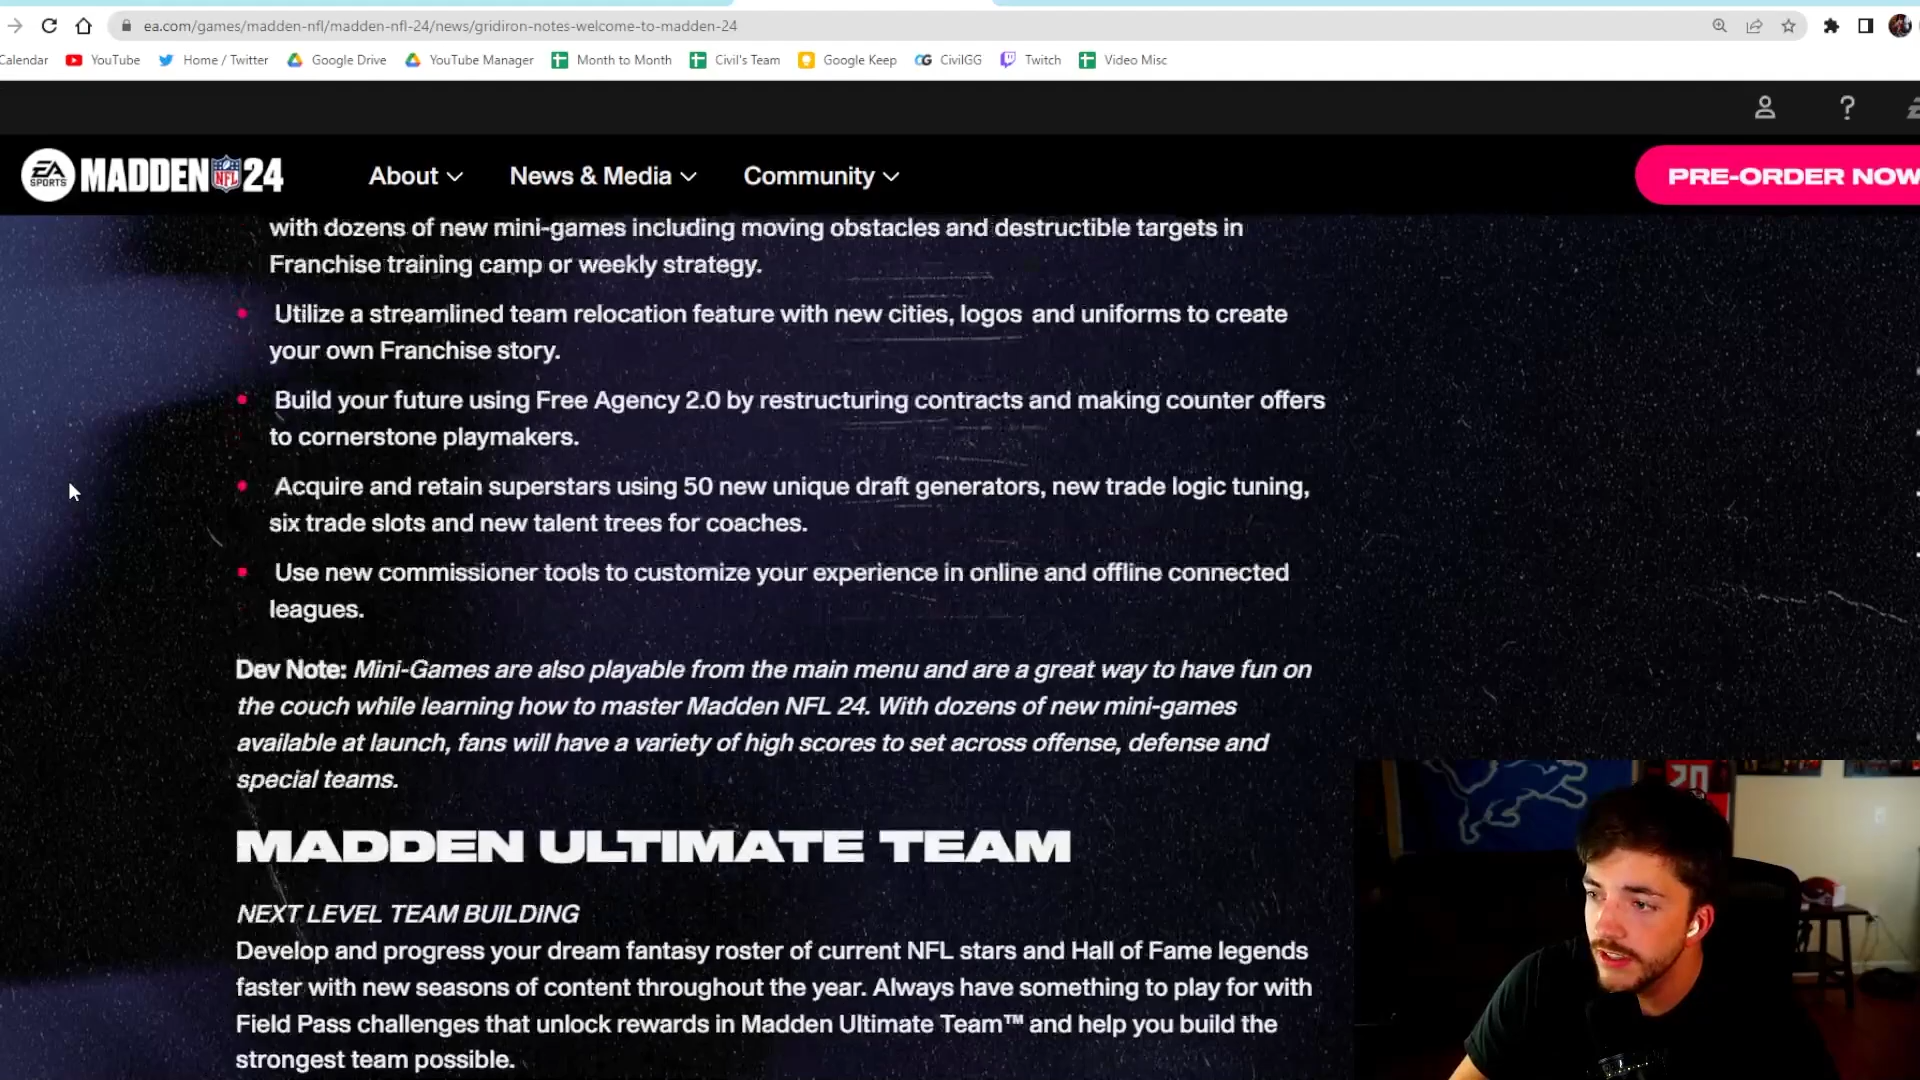 ea.com/games/madden-nfl/madden-nfl-24/news/gridiron-notes-welcome-to-madden-24
Calendar YouTube Home / Twitter Google Drive YouTube Manager Month to Month Civil's Team Google Keep CG CivilGG Twitch Video Misc
?
EA SPORTS MADDEN NFL 24 About News & Media Community PRE-ORDER NOW
with dozens of new mini-games including moving obstacles and destructible targets in
Franchise training camp or weekly strategy.
Utilize a streamlined team relocation feature with new cities, logos and uniforms to create
your own Franchise story.
Build your future using Free Agency 2.0 by restructuring contracts and making counter offers
to cornerstone playmakers.
Acquire and retain superstars using 50 new unique draft generators, new trade logic tuning,
six trade slots and new talent trees for coaches.
Use new commissioner tools to customize your experience in online and offline connected
leagues.
Dev Note: Mini-Games are also playable from the main menu and are a great way to have fun on
the couch while learning how to master Madden NFL 24. With dozens of new mini-games
available at launch, fans will have a variety of high scores to set across offense, defense and
special teams.
MADDEN ULTIMATE TEAM
NEXT LEVEL TEAM BUILDING
Develop and progress your dream fantasy roster of current NFL stars and Hall of Fame legends
faster with new seasons of content throughout the year. Always have something to play for with
Field Pass challenges that unlock rewards in Madden Ultimate Team™ and help you build the
strongest team possible.
20